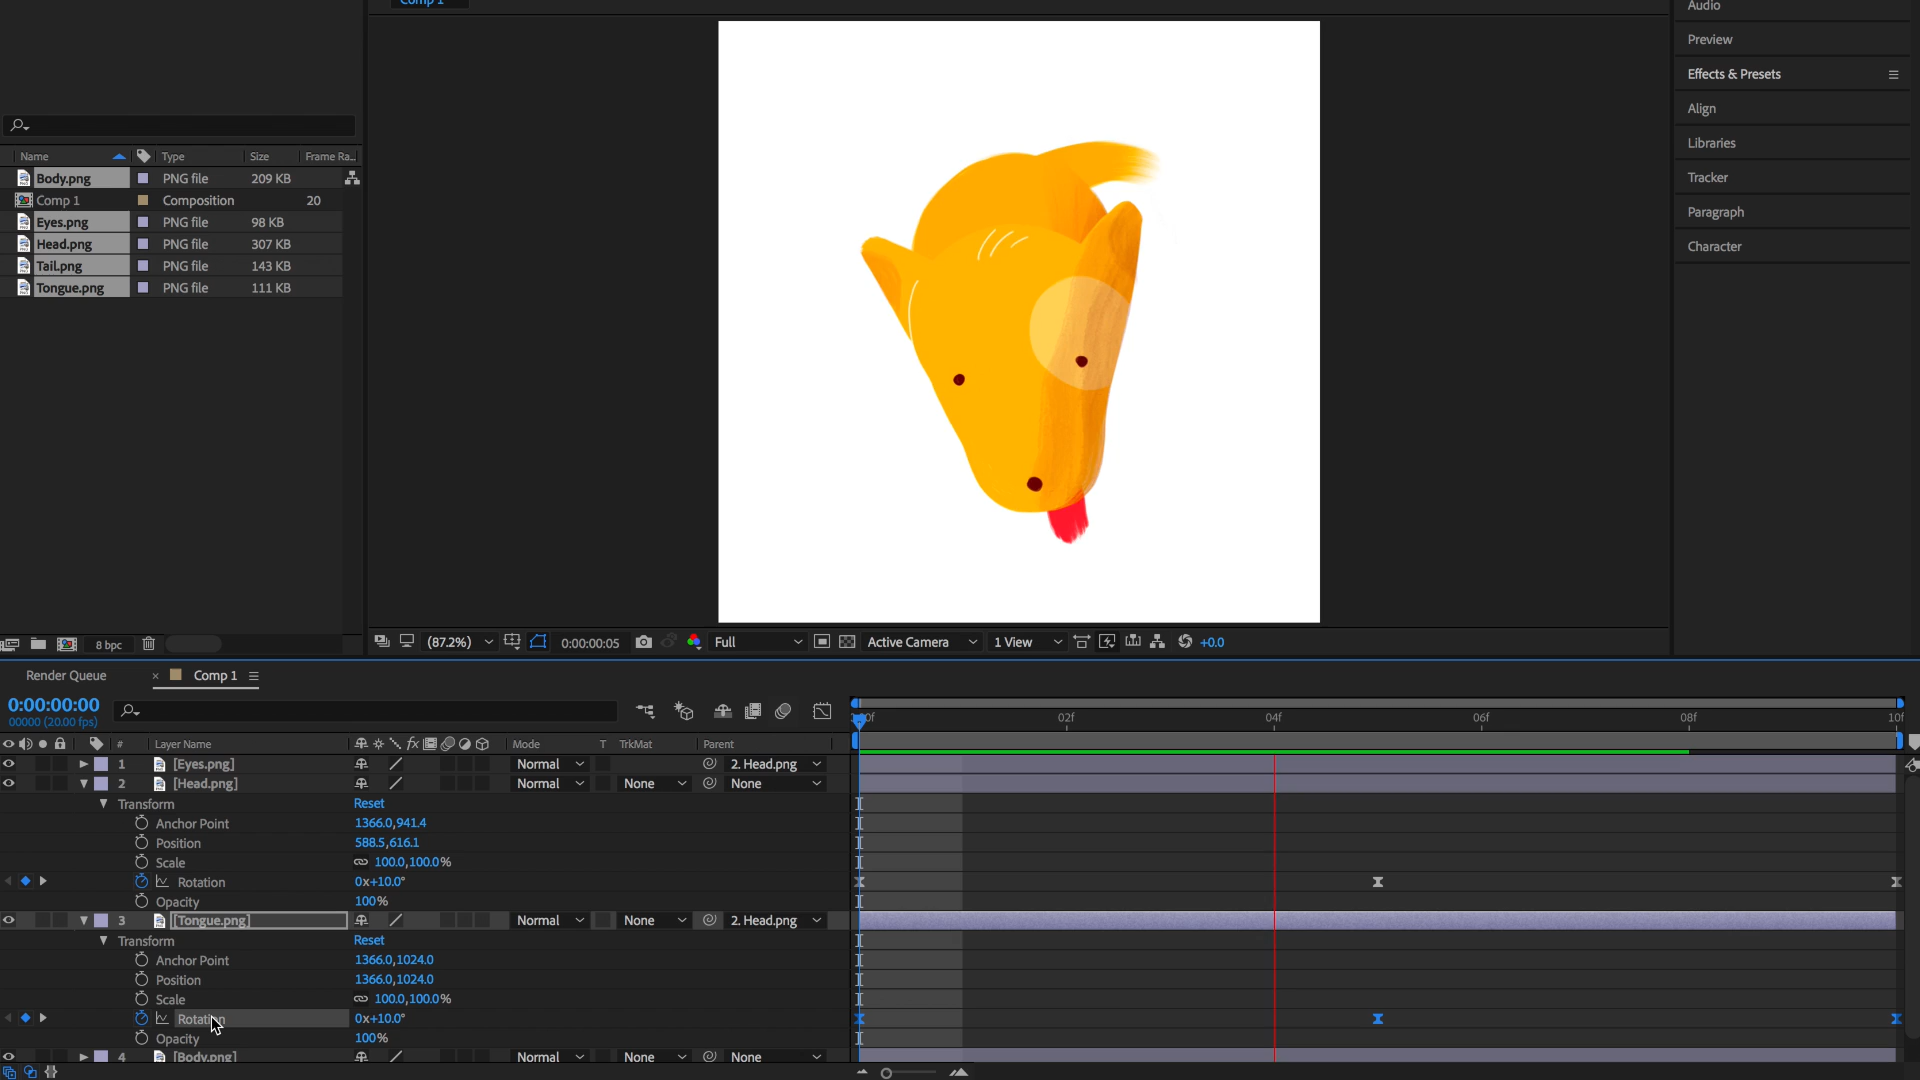 Comp 1
Audio
Preview
Effects & Presets
Align
Libraries
Tracker
Paragraph
Character
Name Type Size Frame Ra...
Body.png PNG file 209 KB
Comp 1 Composition 20
Eyes.png PNG file 98 KB
Head.png PNG file 307 KB
Tail.png PNG file 143 KB
Tongue.png PNG file 111 KB
8 bpc
(87.2%) 0:00:00:05 Full Active Camera 1 View +0.0
Render Queue × Comp 1
0:00:00:00
00000 (20.00 fps)
02f 04f 06f 08f 10f
# Layer Name fx Mode T TrkMat Parent
1 [Eyes.png] Normal 2. Head.png
2 [Head.png] Normal None None
Transform Reset
Anchor Point 1366.0,941.4
Position 588.5,616.1
Scale 100.0,100.0%
Rotation 0x+10.0°
Opacity 100%
3 [Tongue.png] Normal None 2. Head.png
Transform Reset
Anchor Point 1366.0,1024.0
Position 1366.0,1024.0
Scale 100.0,100.0%
Rotation 0x+10.0°
Opacity 100%
4 [Body.png] Normal None None